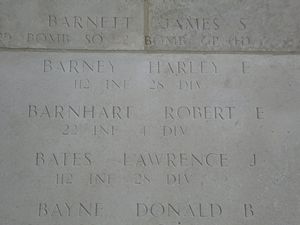 BARNETT JAMES S
BOMB SQ 2 BOMB GP (H)
BARNEY HARLEY E
112 INF 28 DIV
BARNHART ROBERT E
22 INF 4 DIV
BATES LAWRENCE J
112 INF 28 DIV
BAYNE DONALD B